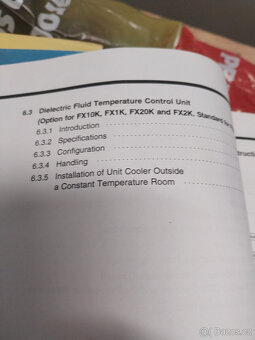 6.3 Dielectric Fluid Temperature Control Unit
(Option for FX10K, FX1K, FX20K and FX2K, Standard for
6.3.1 Introduction
6.3.2 Specifications
6.3.3 Configuration
6.3.4 Handling
6.3.5 Installation of Unit Cooler Outside
a Constant Temperature Room
Sbazos.cz